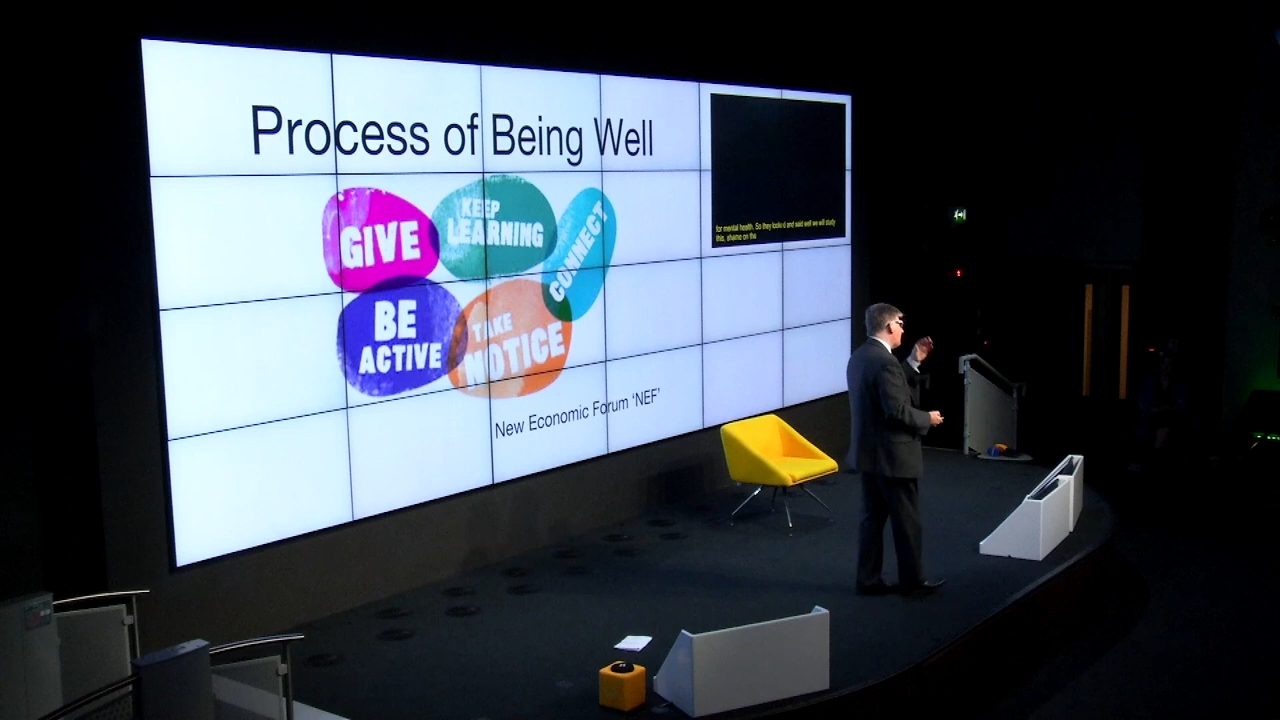 Process of Being Well
GIVE
KEEP
LEARNING
CONNECT
BE
ACTIVE
TAKE
NOTICE
New Economic Forum ‘NEF’
for mental health. So they looked and said well we will study
this, shame on the